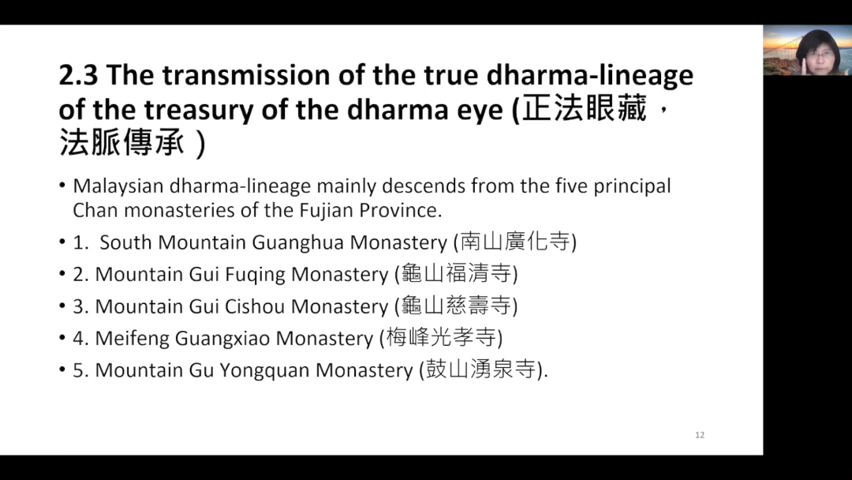 2.3 The transmission of the true dharma-lineage
of the treasury of the dharma eye (正法眼藏，
法脈傳承 )
• Malaysian dharma-lineage mainly descends from the five principal
Chan monasteries of the Fujian Province.
• 1.  South Mountain Guanghua Monastery (南山廣化寺)
• 2. Mountain Gui Fuqing Monastery (龜山福清寺)
• 3. Mountain Gui Cishou Monastery (龜山慈壽寺)
• 4. Meifeng Guangxiao Monastery (梅峰光孝寺)
• 5. Mountain Gu Yongquan Monastery (鼓山湧泉寺).
12